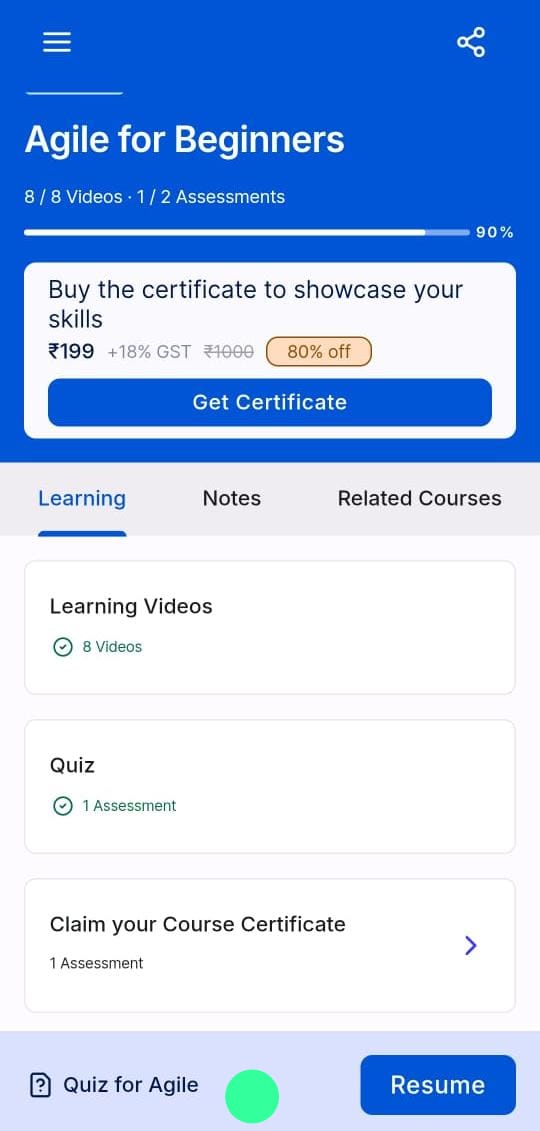 Agile for Beginners
8 / 8 Videos · 1 / 2 Assessments
90%
Buy the certificate to showcase your
skills
₹199 +18% GST ₹1000 80% off
Get Certificate
Learning Notes Related Courses
Learning Videos
8 Videos
Quiz
1 Assessment
Claim your Course Certificate
1 Assessment
Quiz for Agile Resume